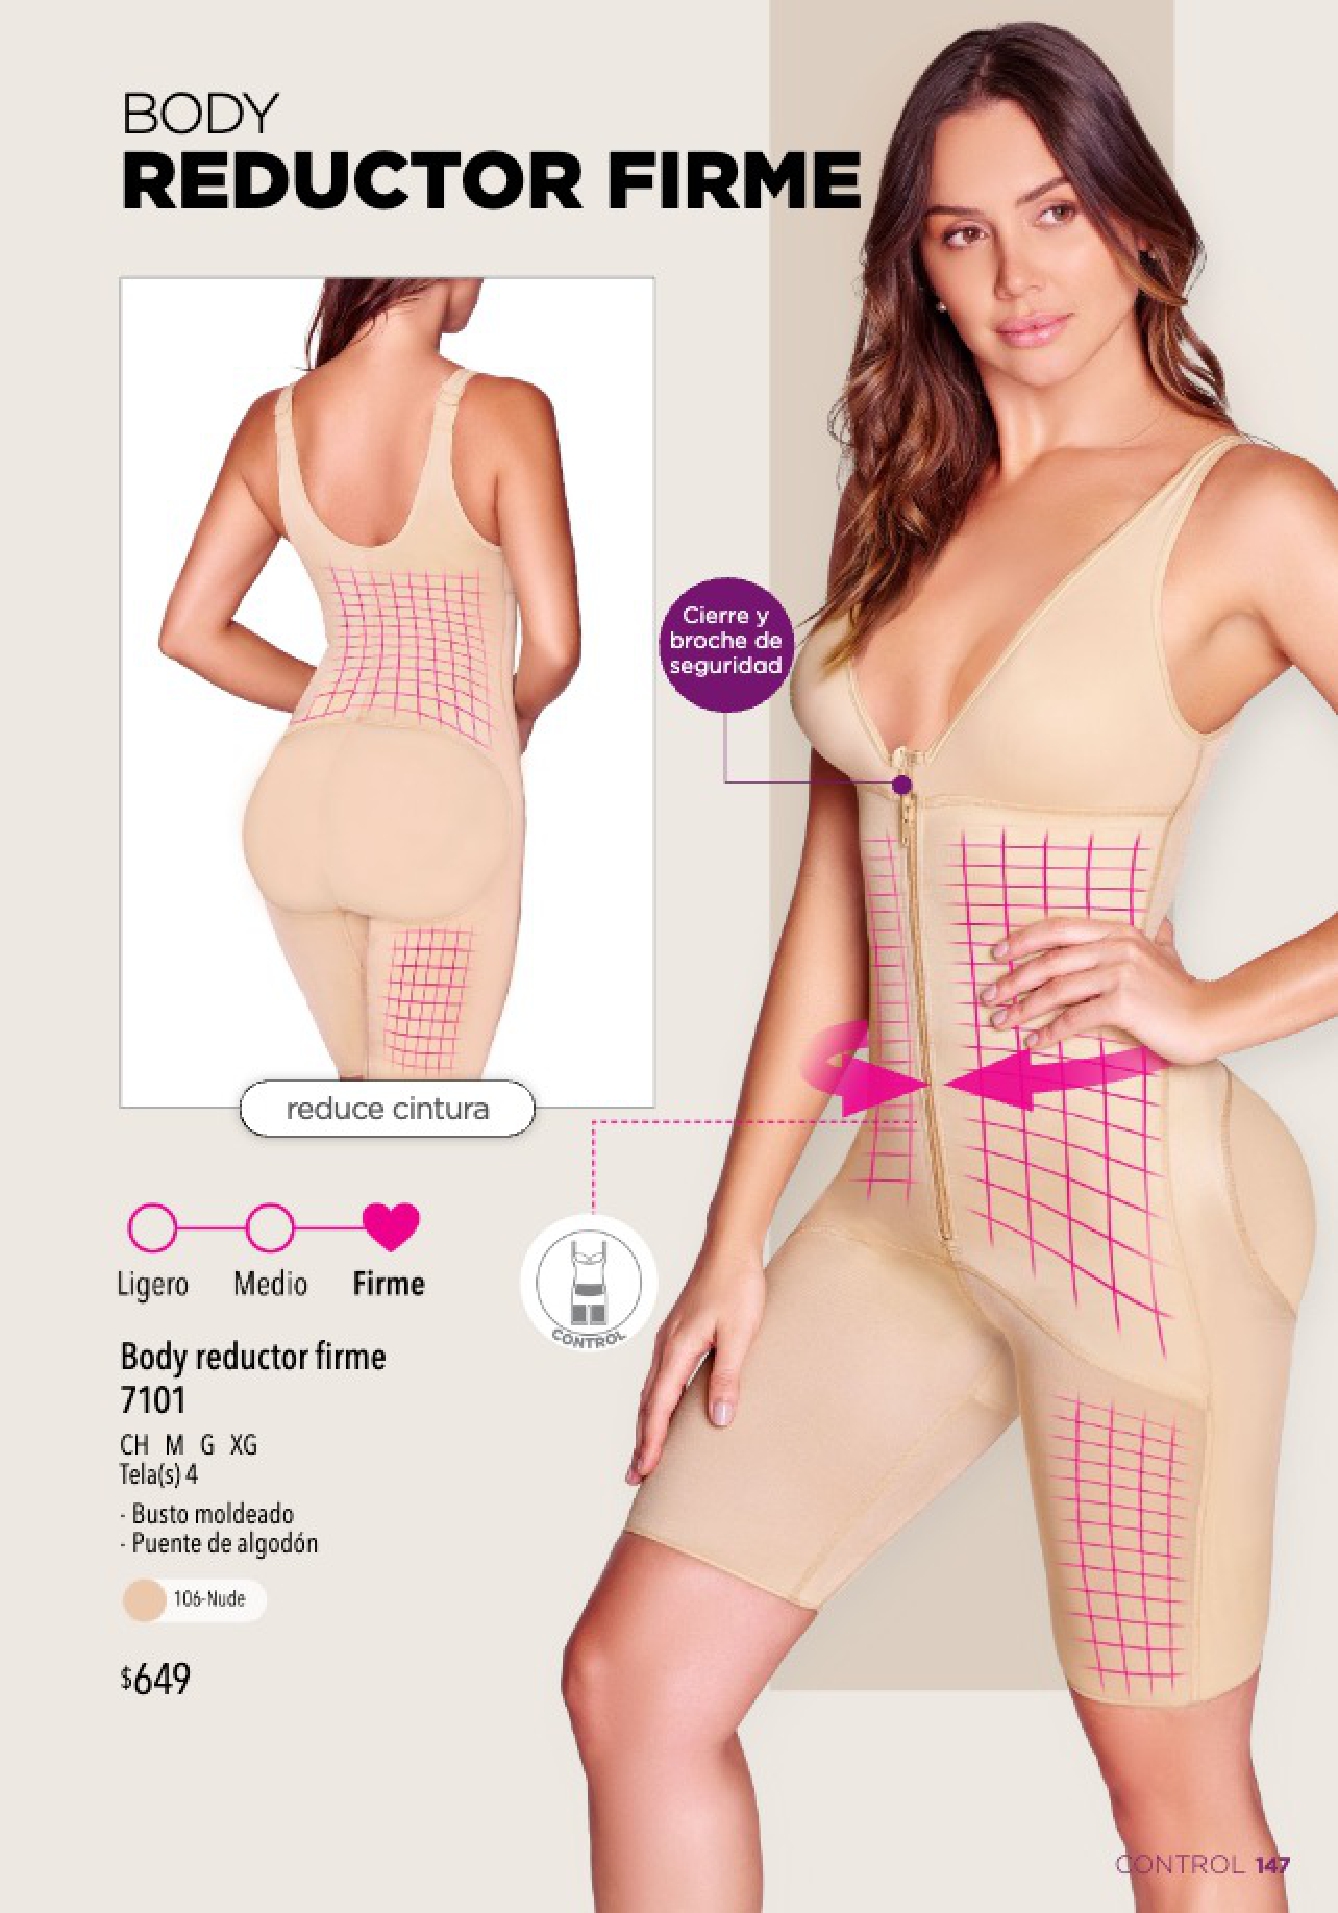 BODY
REDUCTOR FIRME
Cierre y
broche de
seguridad
reduce cintura
Ligero Medio Firme
CONTROL
Body reductor firme
7101
CH M G XG
Tela(s) 4
- Busto moldeado
- Puente de algodón
106-Nude
$649
CONTROL 147